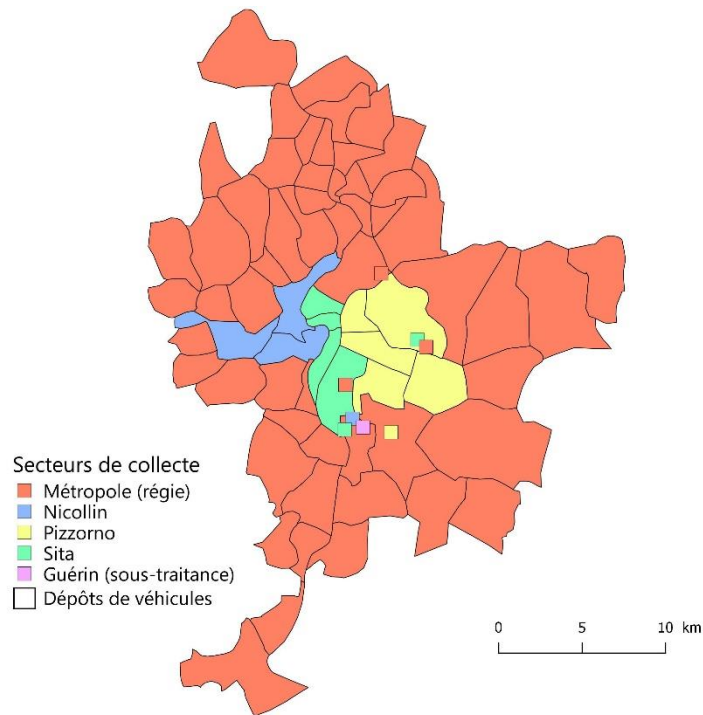 Secteurs de collecte
Métropole (régie)
Nicollin
Pizzorno
Sita
Guérin (sous-traitance)
Dépôts de véhicules
0 5 10 km